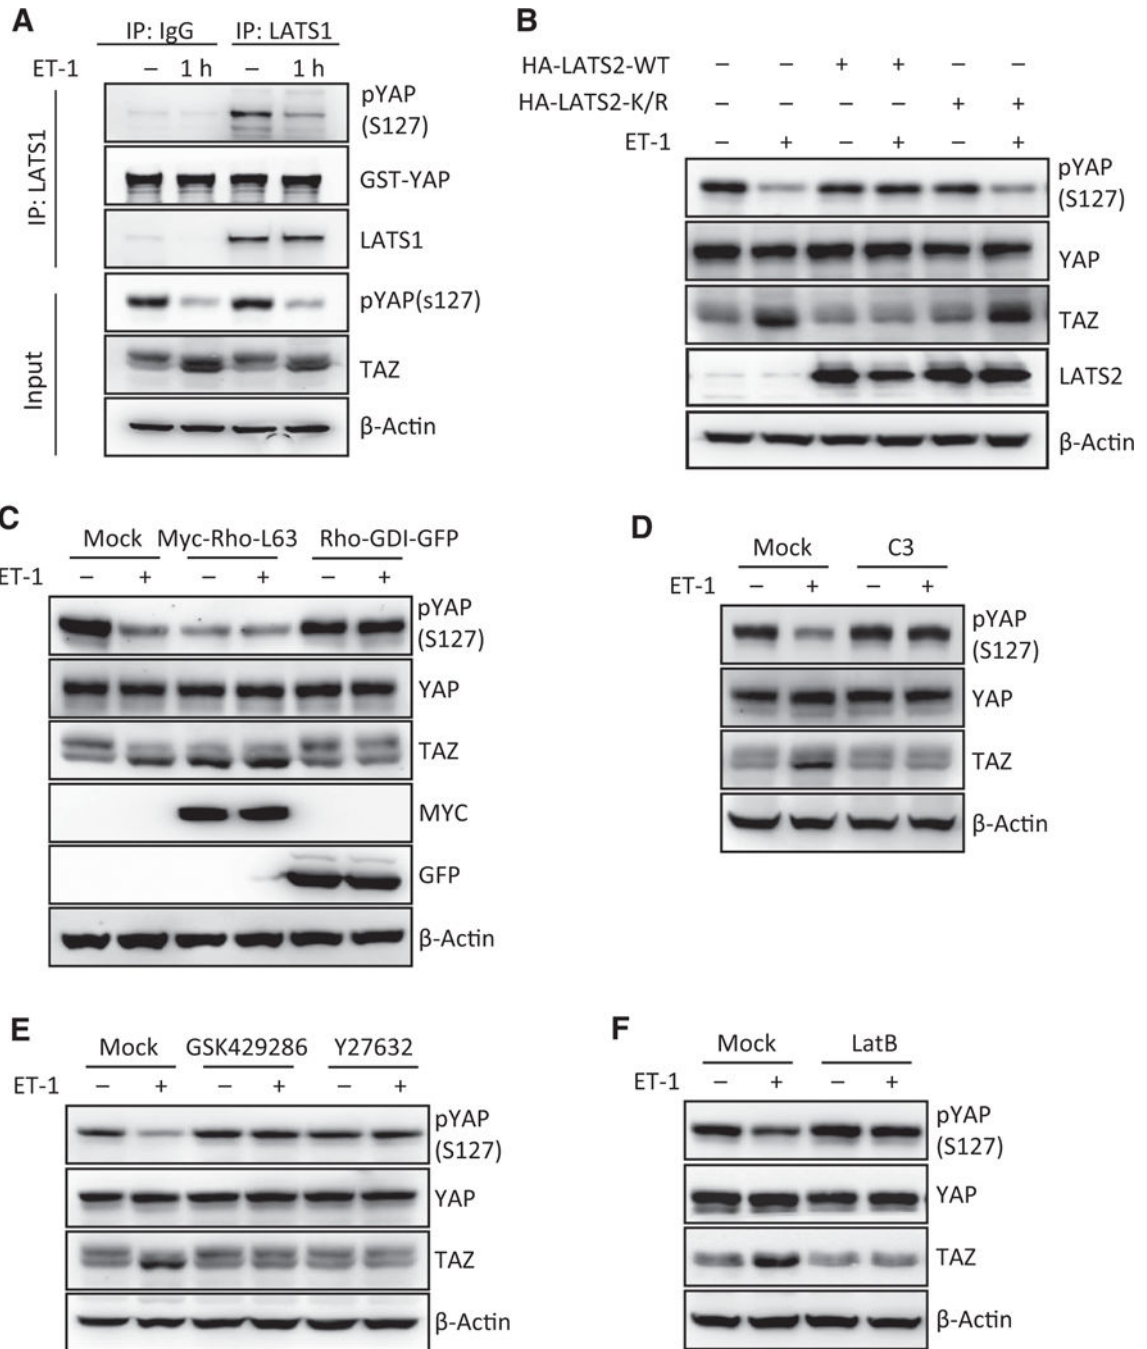 A
IP: IgG IP: LATS1
ET-1 – 1 h – 1 h
IP: LATS1
pYAP
(S127)
GST-YAP
LATS1
Input
pYAP(s127)
TAZ
β-Actin
B
HA-LATS2-WT – – + + – –
HA-LATS2-K/R – – – – + +
ET-1 – + – + – +
pYAP
(S127)
YAP
TAZ
LATS2
β-Actin
C
Mock Myc-Rho-L63 Rho-GDI-GFP
ET-1 – + – + – +
pYAP
(S127)
YAP
TAZ
MYC
GFP
β-Actin
D
Mock C3
ET-1 – + – +
pYAP
(S127)
YAP
TAZ
β-Actin
E
Mock GSK429286 Y27632
ET-1 – + – + – +
pYAP
(S127)
YAP
TAZ
β-Actin
F
Mock LatB
ET-1 – + – +
pYAP
(S127)
YAP
TAZ
β-Actin